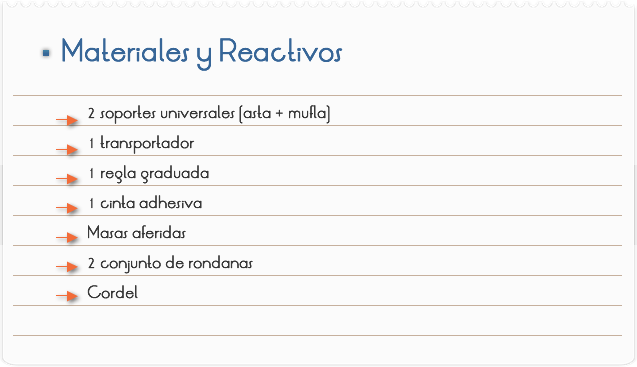 Materiales y Reactivos
2 soportes universales (asta + mufla)
1 transportador
1 regla graduada
1 cinta adhesiva
Masas aferidas
2 conjunto de rondanas
Cordel